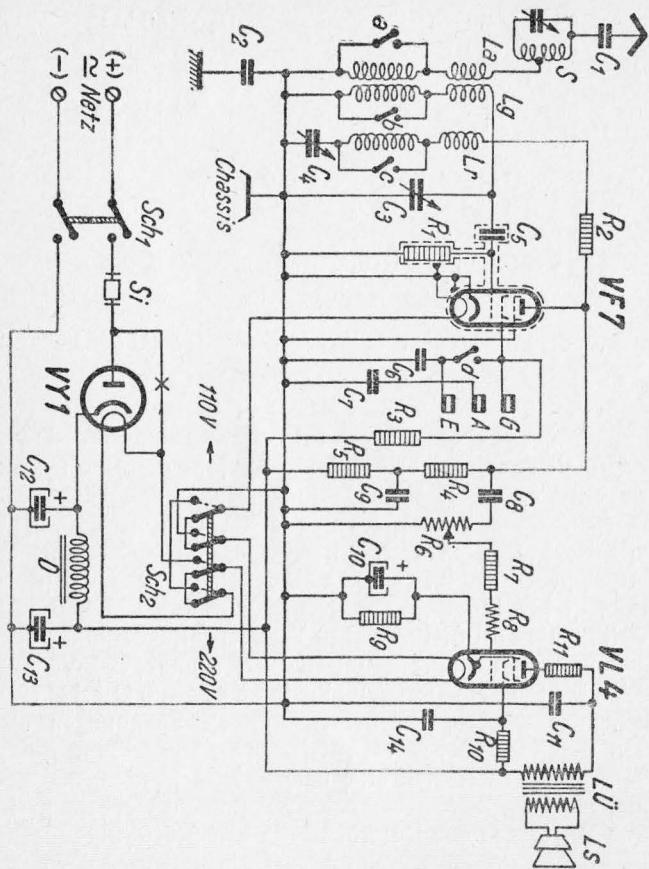 C1
R2
VF7
VL4
LÜ
Ls
S
C5
G
A
E
d
C8
R7
R8
R11
C11
La
Lg
Lr
C3
R1
C6
C7
R3
R4
R5
C9
R6
C10
R9
R10
C14
a
b
c
C4
C2
Chassis
110V
220V
Sch2
(+)
≅ Netz
(-)
Sch1
Si
VY1
C12
+
D
C13
+
+